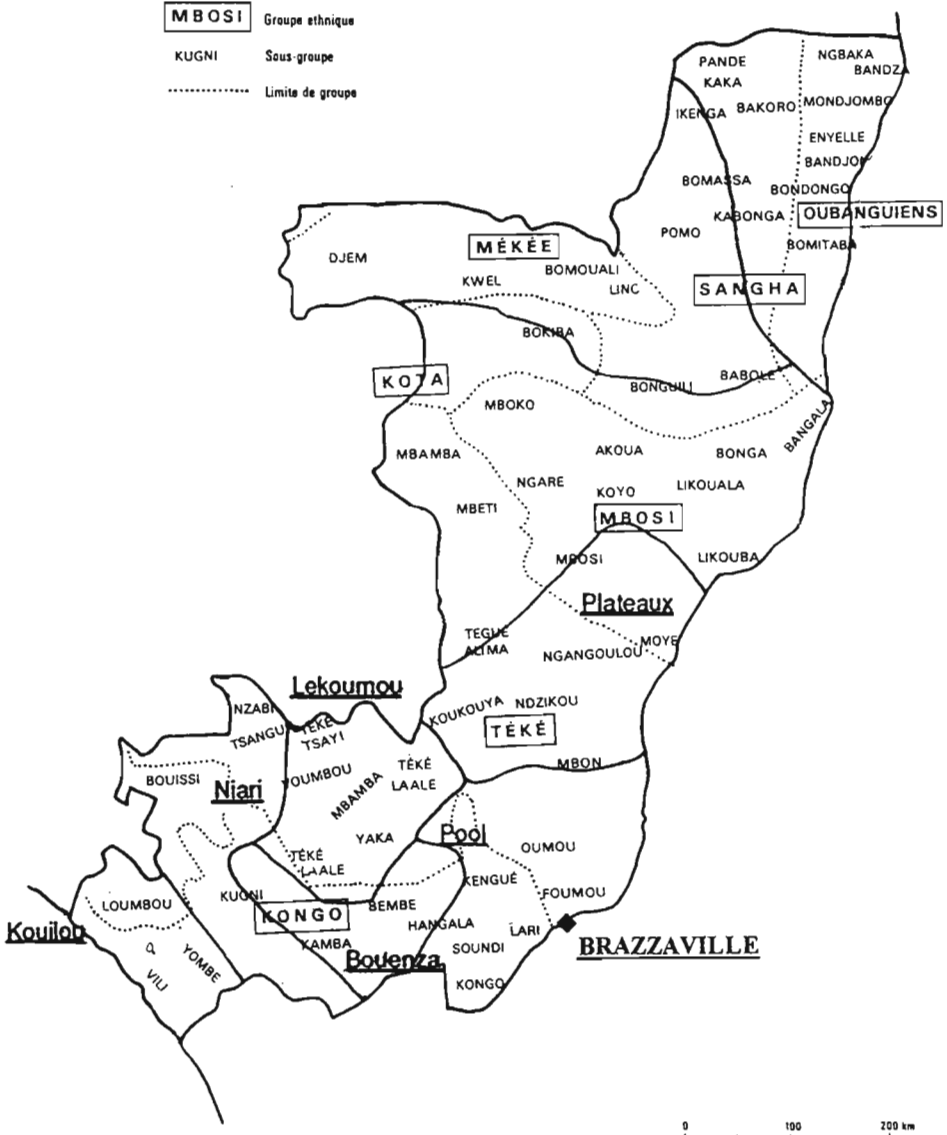 MBOSI Groupe ethnique
KUGNI Sous-groupe
Limite de groupe
PANDE
KAKA
NGBAKA
BANDZA
IKENGA
BAKORO
MONDJOMBO
ENYELLE
BANDJON
BOMASSA
BONDONGO
KABONGA
OUBANGUIENS
POMO
BOMITABA
MÉKÉE
DJEM
BOMOUALI
KWEL
LINC
SANGHA
BOKIBA
KOTA
BONGUILI
BABOLE
MBOKO
BANGALA
MBAMBA
AKOUA
BONGA
NGARE
KOYO
LIKOUALA
MBETI
MBOSI
MBOSI
LIKOUBA
Plateaux
TEGUE
ALIMA
NGANGOULOU
MOYE
Lekoumou
NZABI
TSANGUI
TÉKÉ
TSAYI
KOUKOUYA
NDZIKOU
TÉKÉ
BOUISSI
YOUMBOU
TÉKÉ
LAALE
MBON
Niari
MBAMBA
YAKA
Pool
OUMOU
TÉKÉ
LAALE
KENGUÉ
FOUMOU
LOUMBOU
KUGNI
KONGO
BEMBE
HANGALA
LARI
Kouilou
KAMBA
SOUNDI
BRAZZAVILLE
YOMBE
VILI
Bouenza
KONGO
0 100 200 km